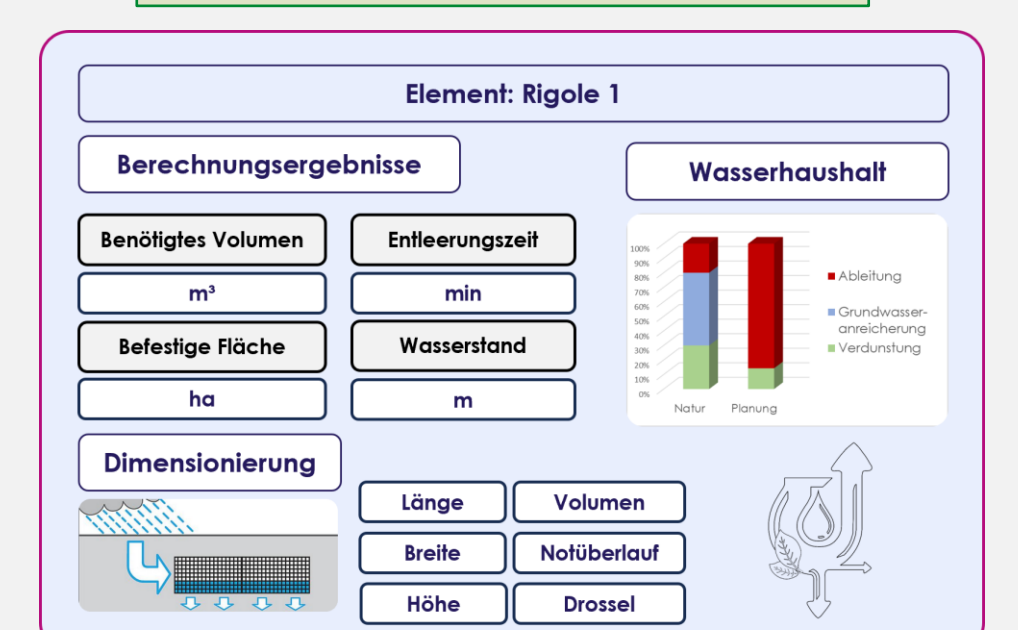 Element: Rigole 1
Berechnungsergebnisse
Wasserhaushalt
Benötigtes Volumen
Entleerungszeit
m³
min
Befestige Fläche
Wasserstand
ha
m
100%
90%
80%
70%
60%
50%
40%
30%
20%
10%
0%
Natur
Planung
Ableitung
Grundwasser-
anreicherung
Verdunstung
Dimensionierung
Länge
Volumen
Breite
Notüberlauf
Höhe
Drossel